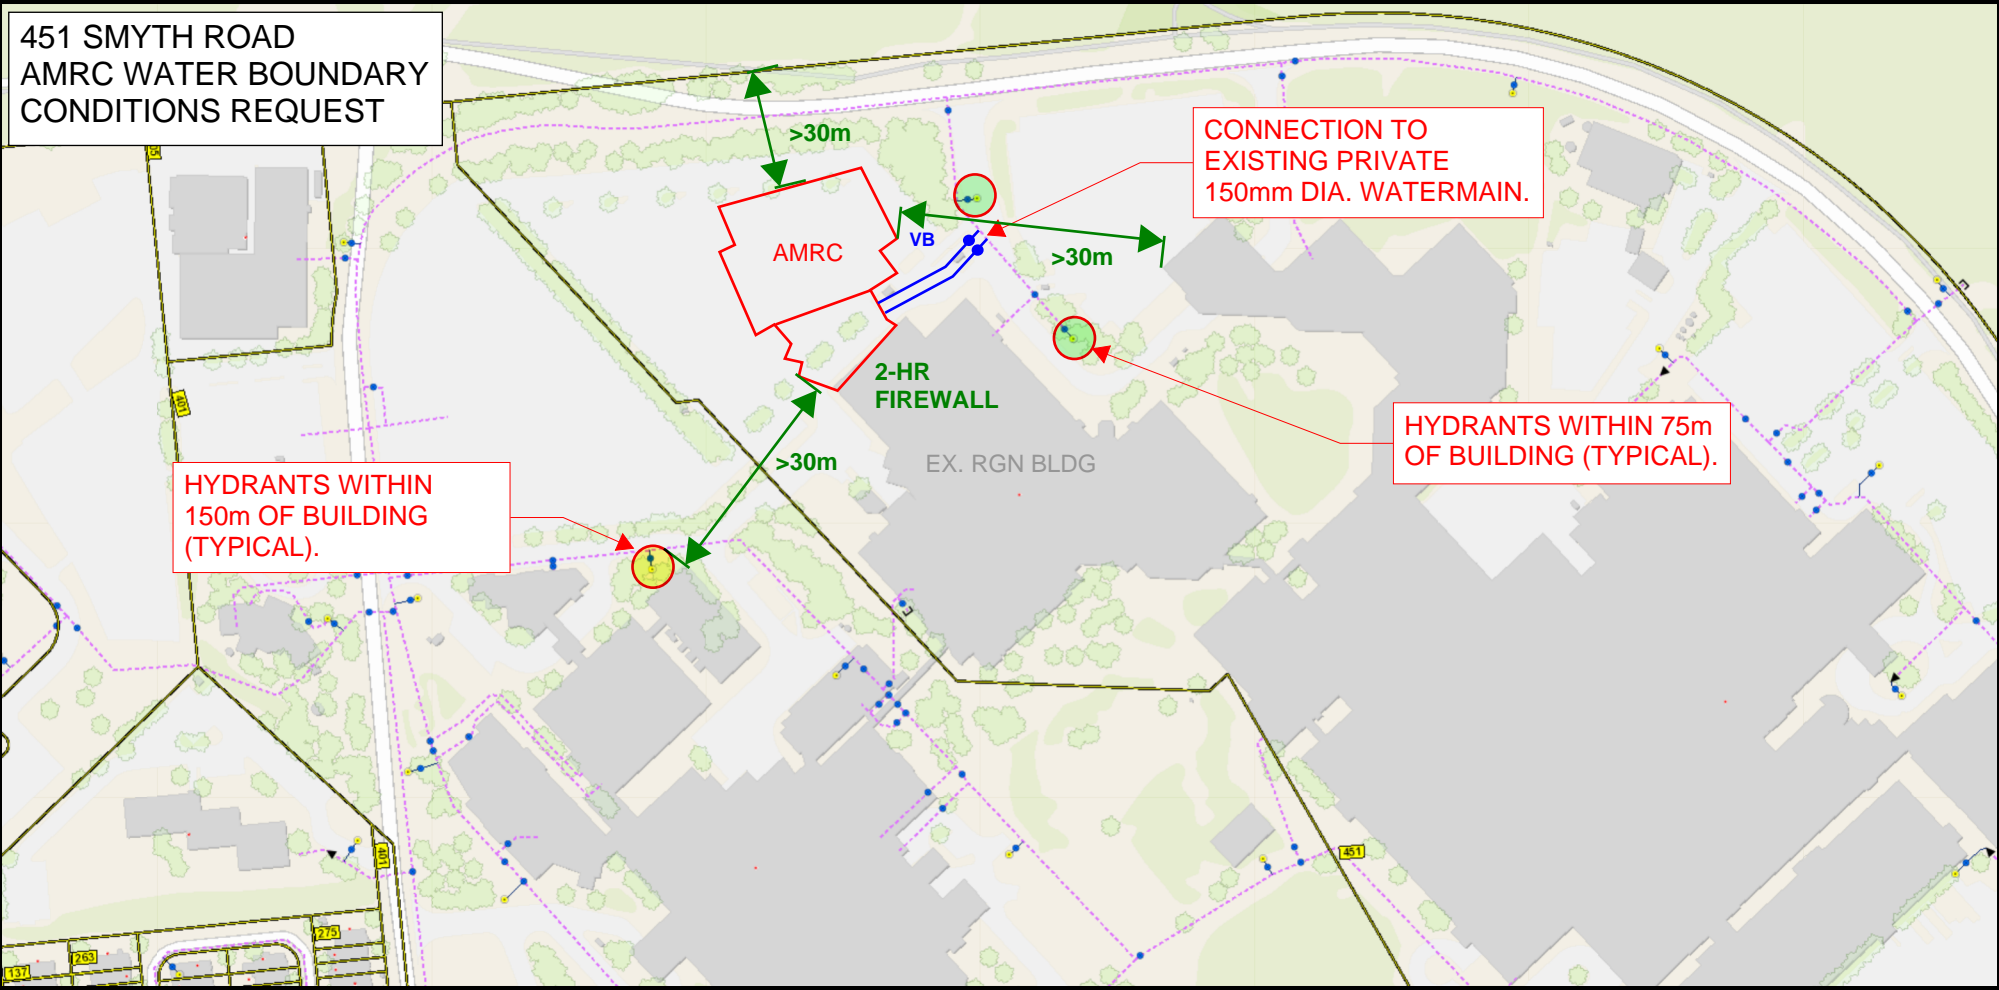 451 SMYTH ROAD
AMRC WATER BOUNDARY
CONDITIONS REQUEST
>30m
CONNECTION TO
EXISTING PRIVATE
150mm DIA. WATERMAIN.
AMRC
VB
>30m
2-HR
FIREWALL
HYDRANTS WITHIN 75m
OF BUILDING (TYPICAL).
>30m
EX. RGN BLDG
HYDRANTS WITHIN
150m OF BUILDING
(TYPICAL).
401
401
451
275
263
137